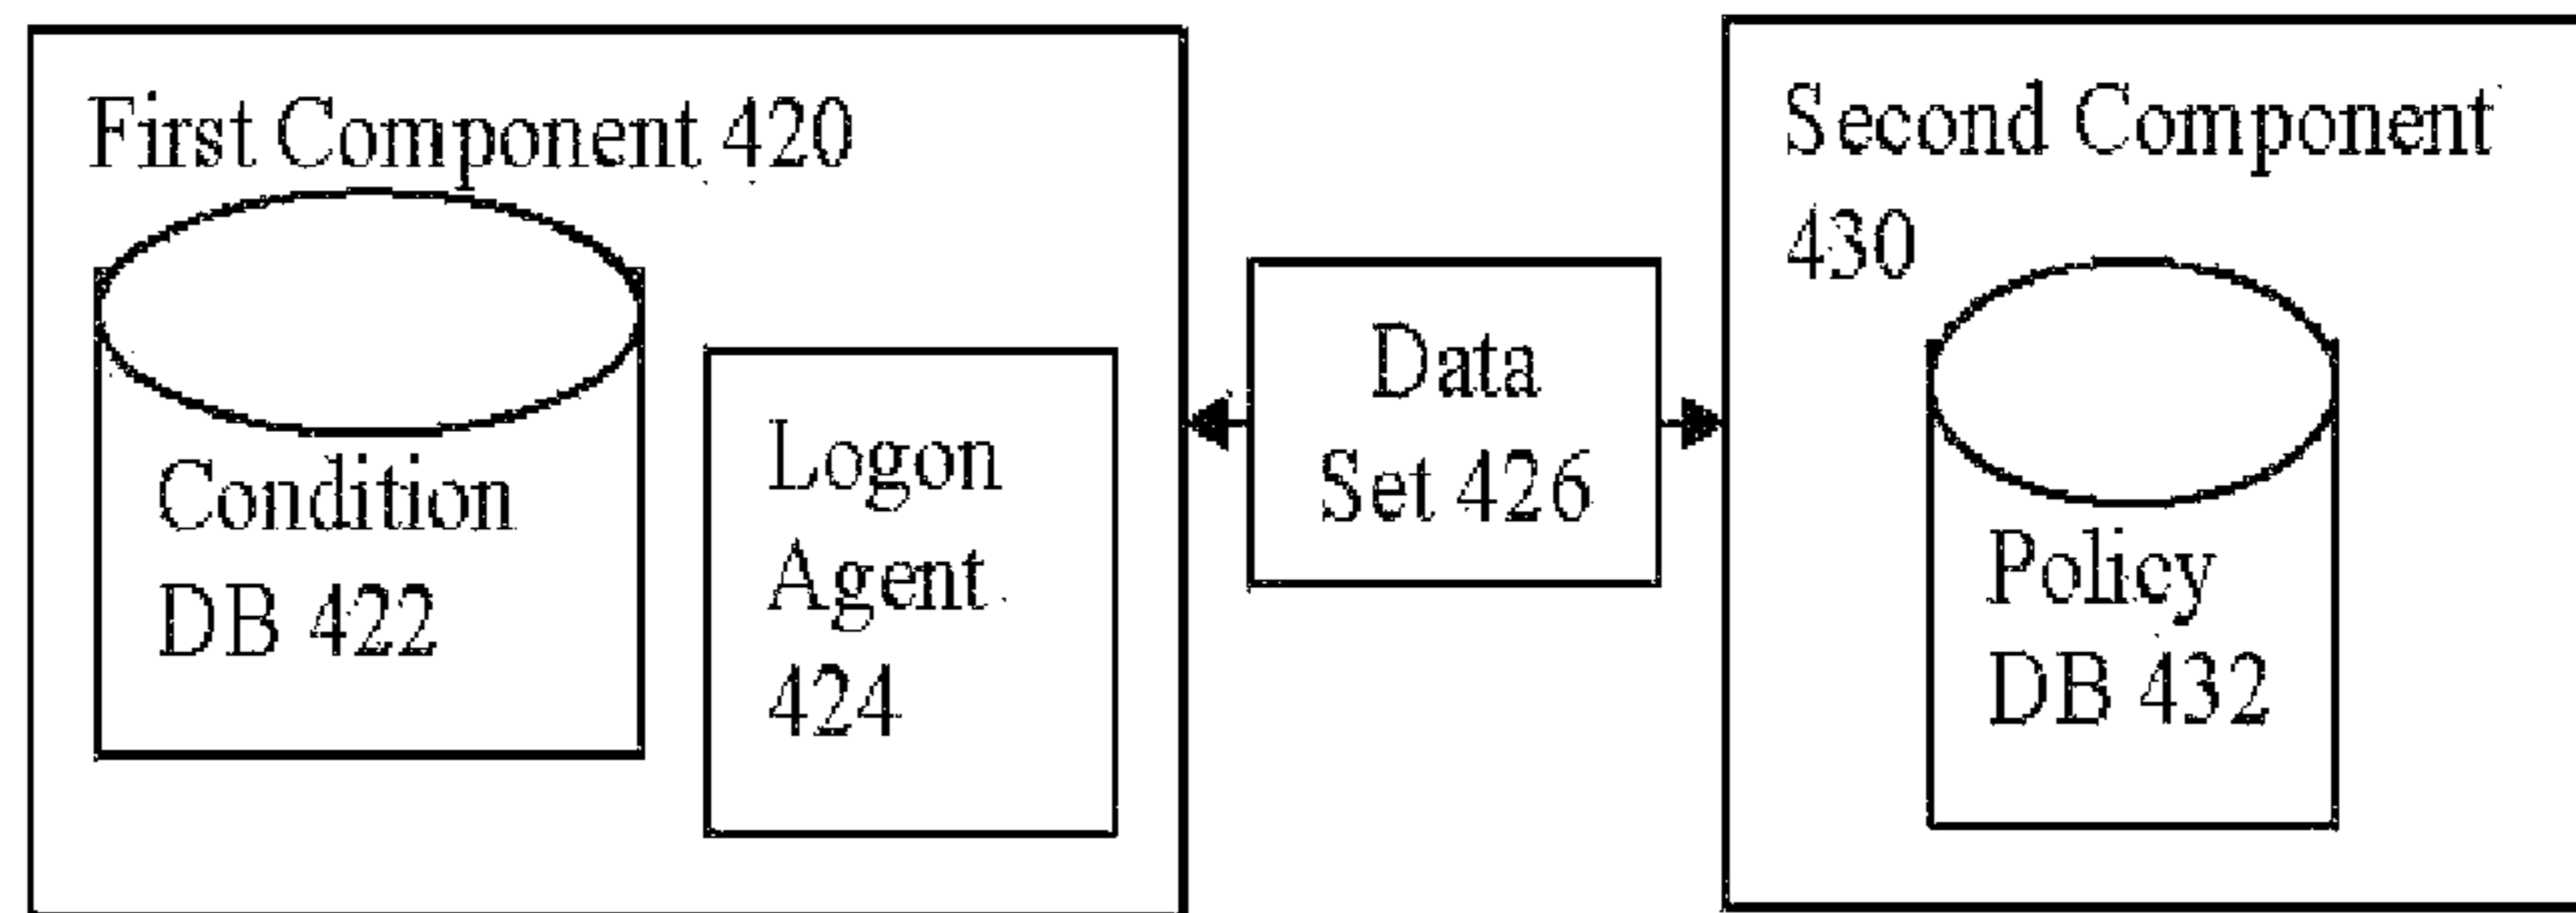 First Component 420
Condition
DB 422
Logon
Agent
424
Data
Set 426
Second Component
430
Policy
DB 432